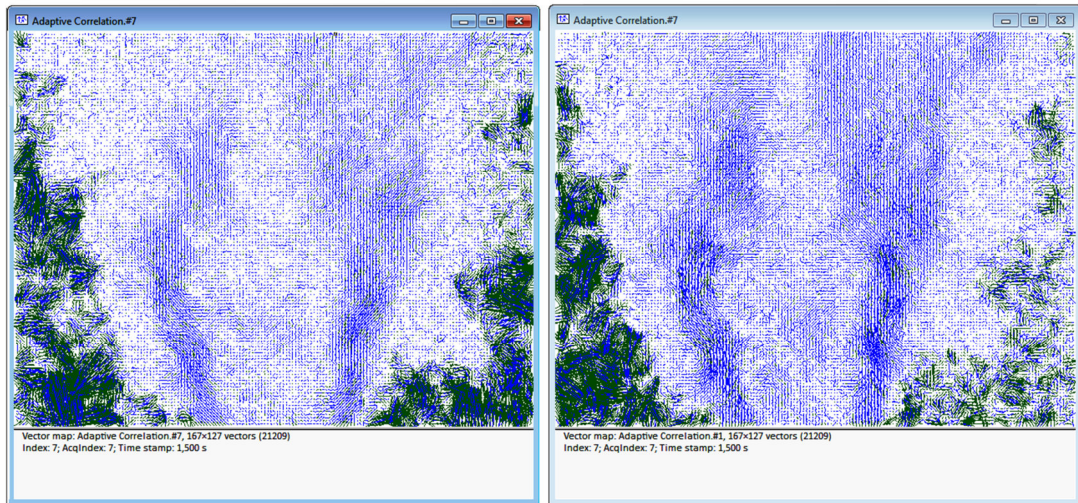 Adaptive Correlation.#7
Vector map: Adaptive Correlation.#7, 167×127 vectors (21209)
Index: 7; AcqIndex: 7; Time stamp: 1,500 s
Adaptive Correlation.#7
Vector map: Adaptive Correlation.#1, 167×127 vectors (21209)
Index: 7; AcqIndex: 7; Time stamp: 1,500 s